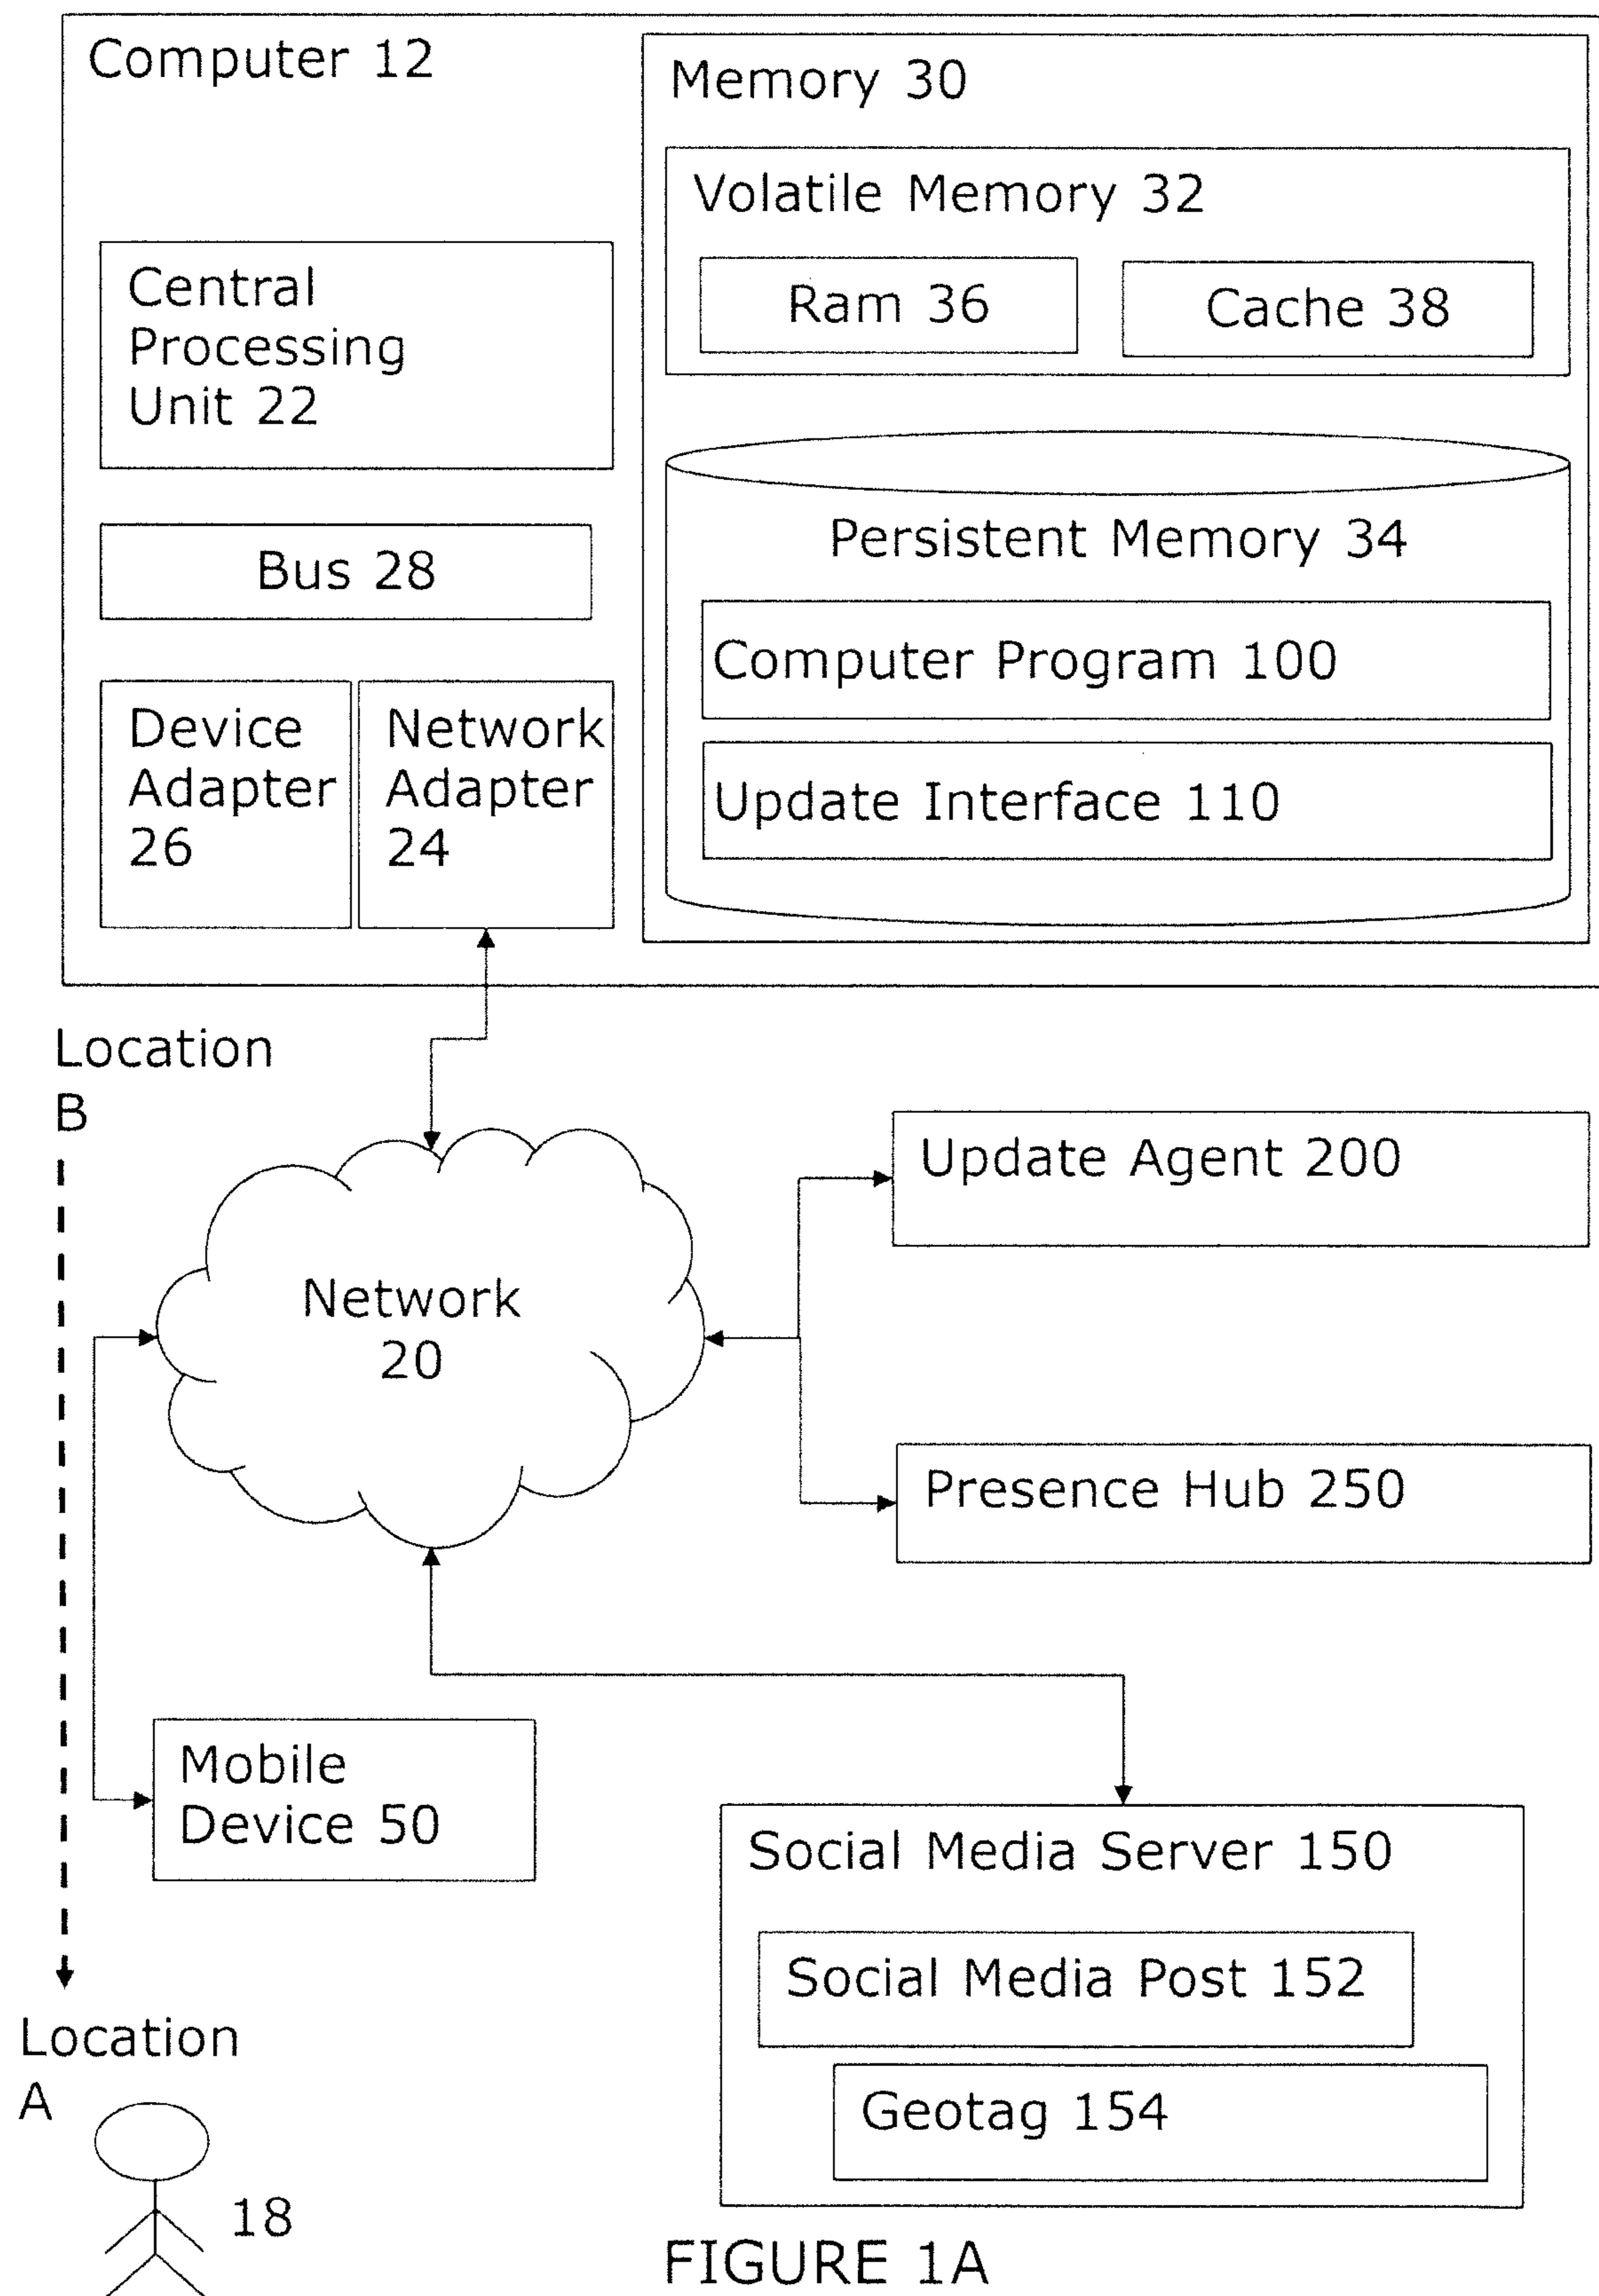 Computer 12
Memory 30
Volatile Memory 32
Ram 36
Cache 38
Central
Processing
Unit 22
Bus 28
Persistent Memory 34
Computer Program 100
Update Interface 110
Device
Adapter
26
Network
Adapter
24
Location
B
Update Agent 200
Network
20
Presence Hub 250
Mobile
Device 50
Social Media Server 150
Social Media Post 152
Geotag 154
Location
A
18
FIGURE 1A